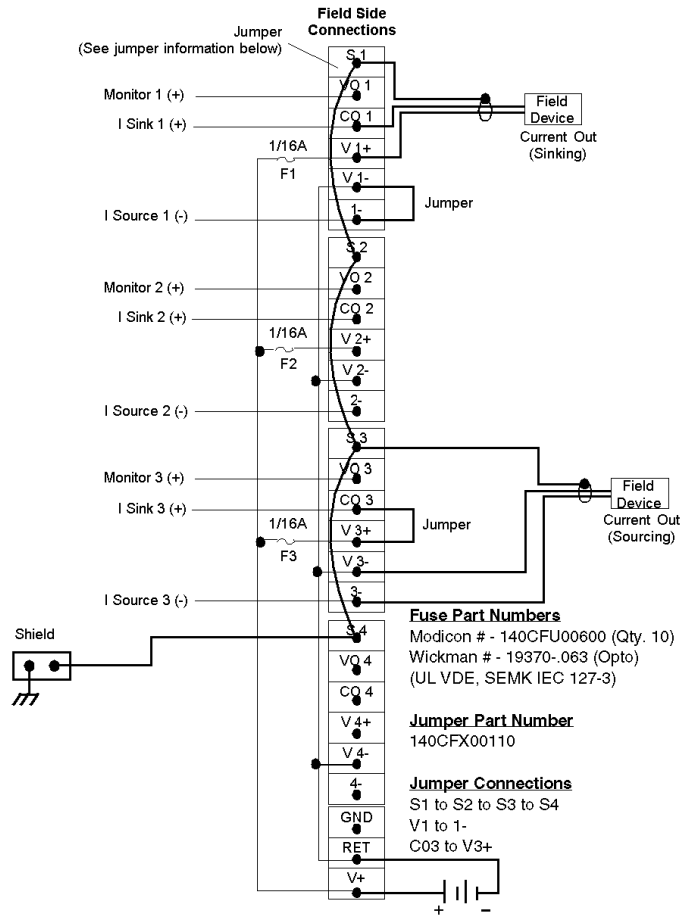 Field Side
Connections
Jumper
(See jumper information below)
S 1
VO 1
Monitor 1 (+)
CO 1
I Sink 1 (+)
Field
Device
Current Out
(Sinking)
1/16A
F1
V 1+
V 1-
Jumper
1-
I Source 1 (-)
S 2
VO 2
Monitor 2 (+)
CO 2
I Sink 2 (+)
1/16A
F2
V 2+
V 2-
2-
I Source 2 (-)
S 3
VO 3
Monitor 3 (+)
CO 3
I Sink 3 (+)
Field
Device
Current Out
(Sourcing)
1/16A
F3
V 3+
Jumper
V 3-
3-
I Source 3 (-)
Shield
S 4
VO 4
CO 4
V 4+
V 4-
4-
GND
RET
V+
+
−
Fuse Part Numbers
Modicon # - 140CFU00600 (Qty. 10)
Wickman # - 19370-.063 (Opto)
(UL VDE, SEMK IEC 127-3)
Jumper Part Number
140CFX00110
Jumper Connections
S1 to S2 to S3 to S4
V1 to 1-
C03 to V3+